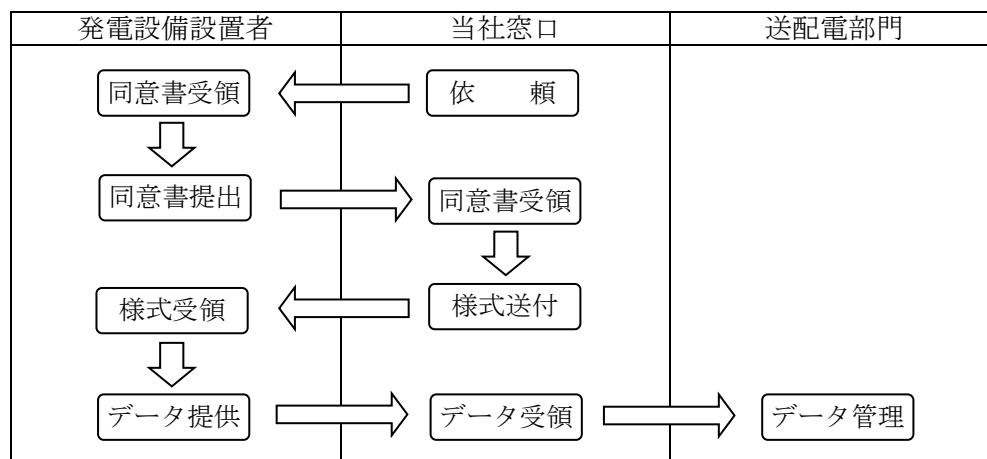 発電設備設置者 当社窓口 送配電部門
同意書受領 依　頼
同意書提出 同意書受領
様式受領 様式送付
データ提供 データ受領 データ管理